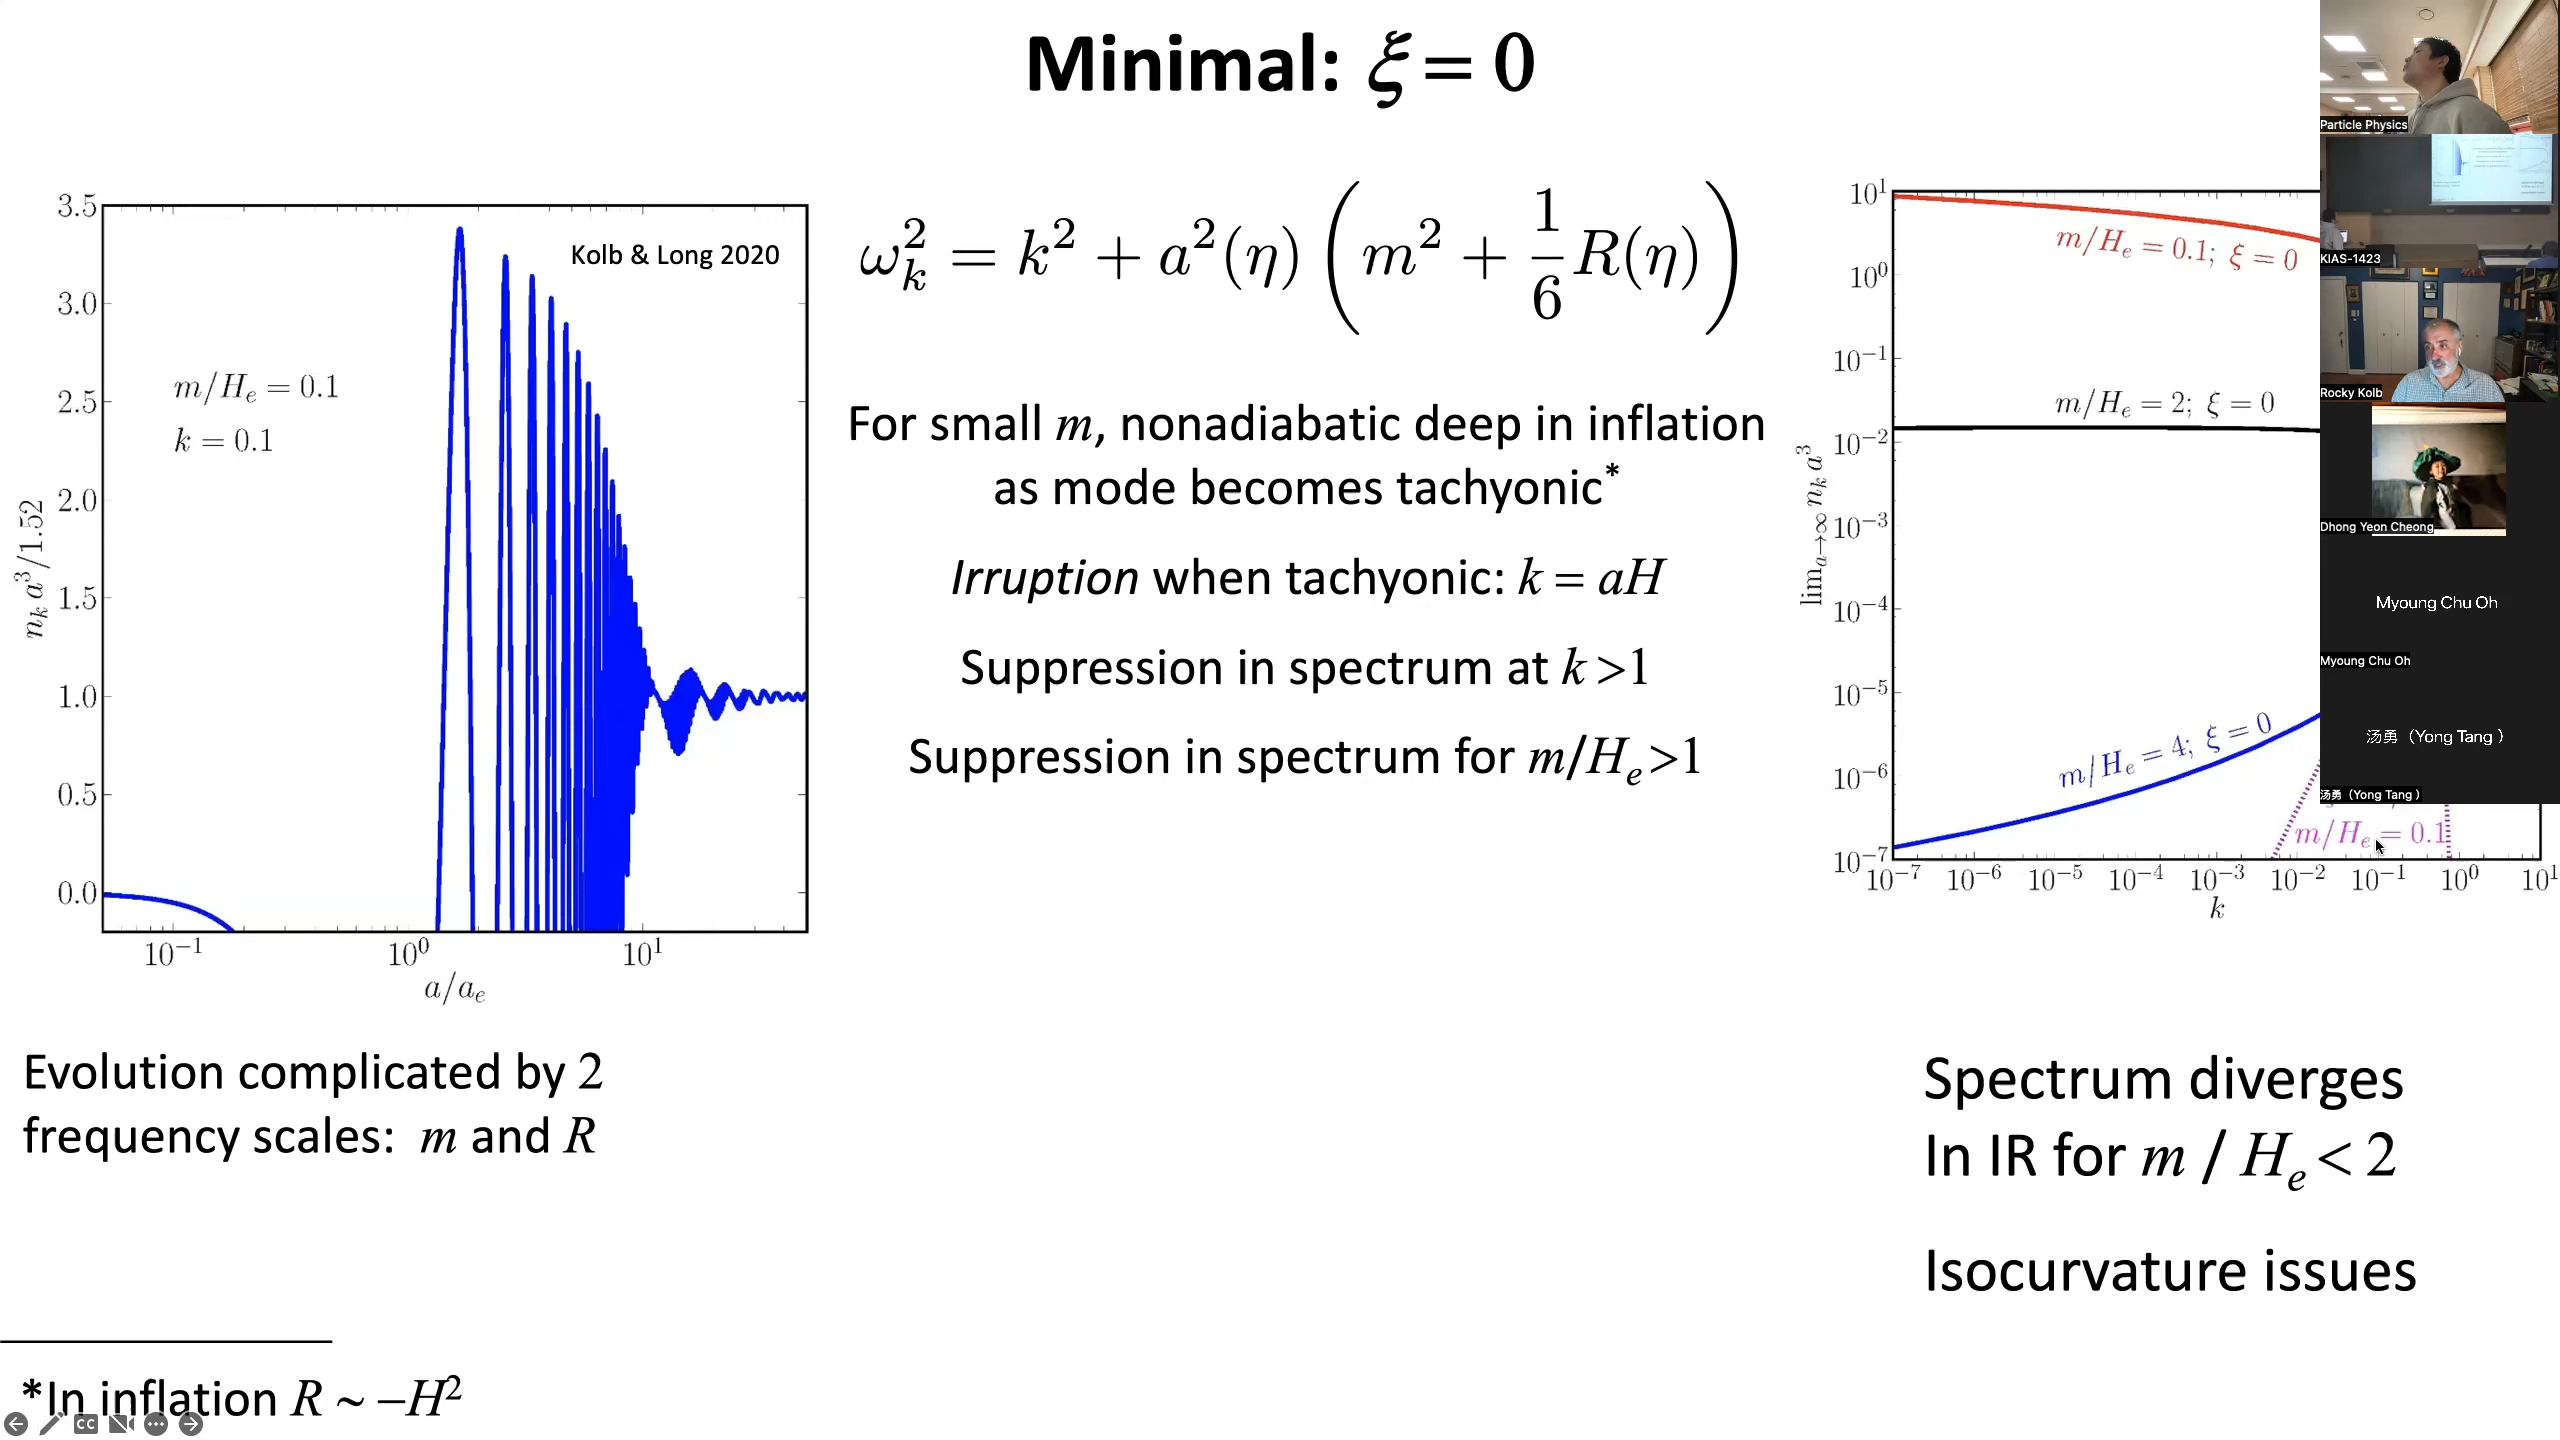 Minimal: ξ = 0
3.5
3.0
2.5
2.0
1.5
1.0
0.5
0.0
n_k a^3/1.52
Kolb & Long 2020
m/H_e = 0.1
k = 0.1
10^{-1}
10^0
10^1
a/a_e
ω_k^2 = k^2 + a^2(η) (m^2 + \frac{1}{6} R(η))
For small m, nonadiabatic deep in inflation
as mode becomes tachyonic*
Irruption when tachyonic: k = aH
Suppression in spectrum at k >1
Suppression in spectrum for m/H_e >1
10^1
10^0
10^{-1}
10^{-2}
10^{-3}
10^{-4}
10^{-5}
10^{-6}
10^{-7}
lim_{a→∞} n_k a^3
m/H_e = 0.1; ξ = 0
m/H_e = 2; ξ = 0
m/H_e = 4; ξ = 0
m/H_e = 0.1
10^{-7}
10^{-6}
10^{-5}
10^{-4}
10^{-3}
10^{-2}
10^{-1}
10^0
10^1
k
Particle Physics
KIAS-1423
Rocky Kolb
Dhong Yeon Cheong
Myoung Chu Oh
Myoung Chu Oh
汤勇（Yong Tang ）
汤勇（Yong Tang ）
Evolution complicated by 2
frequency scales: m and R
Spectrum diverges
In IR for m / H_e < 2
Isocurvature issues
*In inflation R ~ –H^2
CC